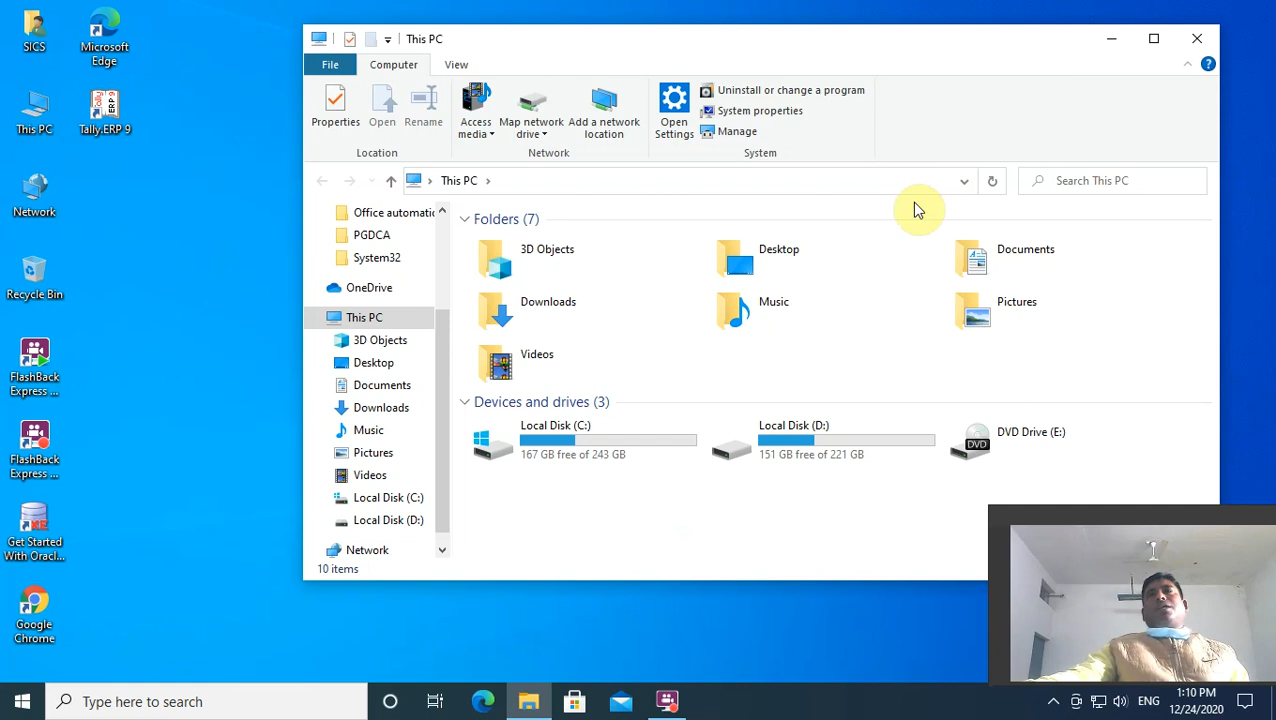 SICS
Microsoft
Edge
This PC
Tally.ERP 9
Network
Recycle Bin
FlashBack
Express ...
FlashBack
Express ...
Get Started
With Oracl...
Google
Chrome
This PC
File
Computer
View
Properties
Open
Rename
Location
Access
media
Map network
drive
Add a network
location
Network
Open
Settings
Uninstall or change a program
System properties
Manage
System
This PC
Search This PC
Office automatic
PGDCA
System32
OneDrive
This PC
3D Objects
Desktop
Documents
Downloads
Music
Pictures
Videos
Local Disk (C:)
Local Disk (D:)
Network
Folders (7)
3D Objects
Desktop
Documents
Downloads
Music
Pictures
Videos
Devices and drives (3)
Local Disk (C:)
167 GB free of 243 GB
Local Disk (D:)
151 GB free of 221 GB
DVD
DVD Drive (E:)
10 items
Type here to search
ENG
1:10 PM
12/24/2020